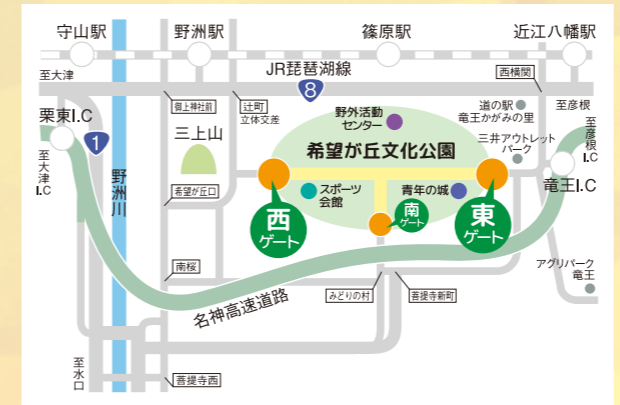 守山駅
野洲駅
篠原駅
近江八幡駅
至大津
JR琵琶湖線
8
西横関
至彦根
栗東I.C
1
至大津I.C
野洲川
御上神社前
辻町
立体交差
三上山
希望が丘口
野外活動
センター
希望が丘文化公園
道の駅
竜王かがみの里
三井アウトレット
パーク
至彦根I.C
竜王I.C
西
ゲート
スポーツ
会館
青年の城
南
ゲート
東
ゲート
南桜
名神高速道路
みどりの村
菩提寺新町
アグリパーク
竜王
至水口
菩提寺西